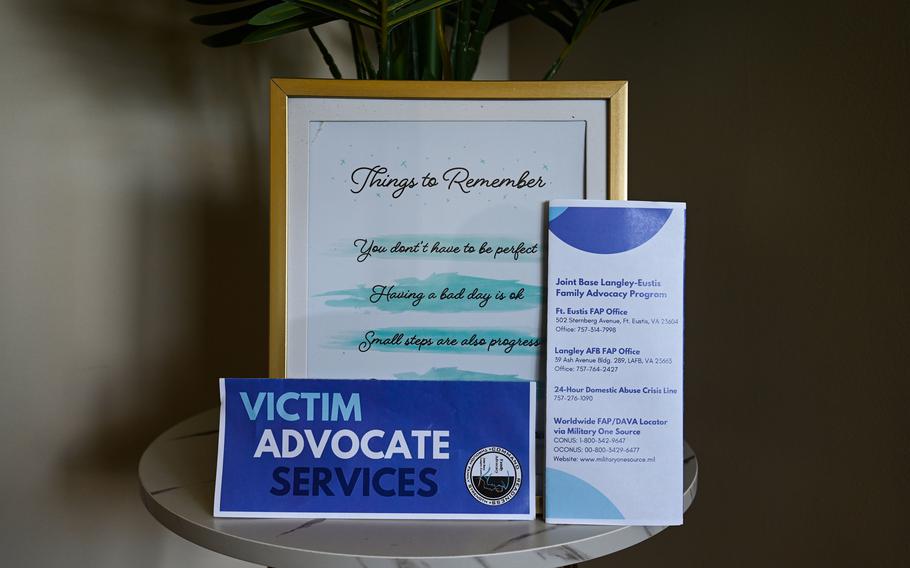 Things to Remember
You dont't have to be perfect
Having a bad day is ok
Small steps are also progress
VICTIM
ADVOCATE
SERVICES
Joint Base Langley-Eustis
Family Advocacy Program
Ft. Eustis FAP Office
502 Sternberg Avenue, Ft. Eustis, VA 23604
Office: 757-314-7998
Langley AFB FAP Office
39 Ash Avenue Bldg. 289, LAFB, VA 23665
Office: 757-764-2427
24-Hour Domestic Abuse Crisis Line
757-276-1090
Worldwide FAP/DAVA Locator
via Military One Source
CONUS: 1-800-342-9647
OCONUS: 00-800-3429-6477
Website: www.militaryonesource.mil